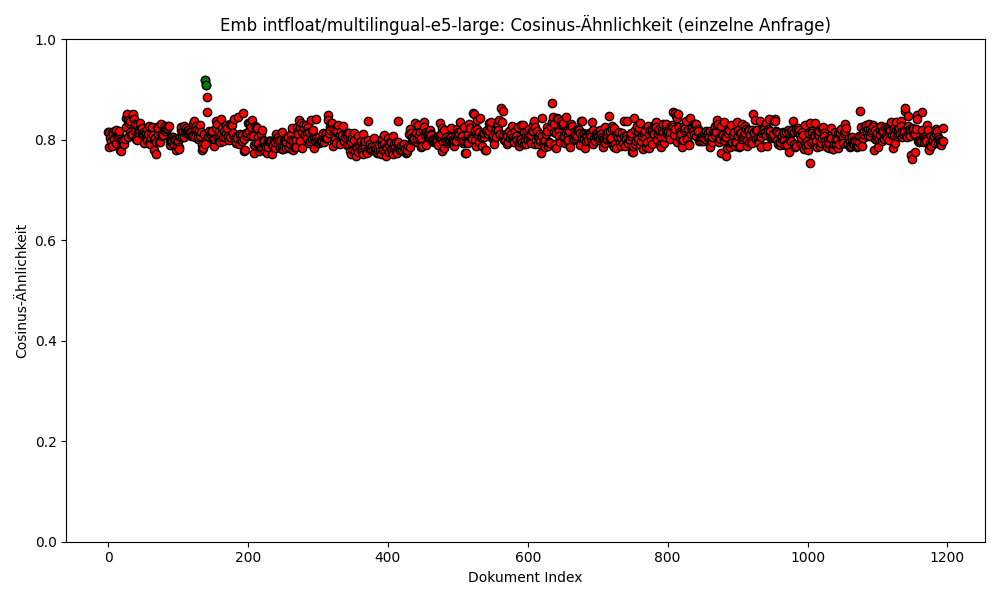 Emb intfloat/multilingual-e5-large: Cosinus-Ähnlichkeit (einzelne Anfrage)
Cosinus-Ähnlichkeit
1.0
0.8
0.6
0.4
0.2
0.0
0 200 400 600 800 1000 1200
Dokument Index